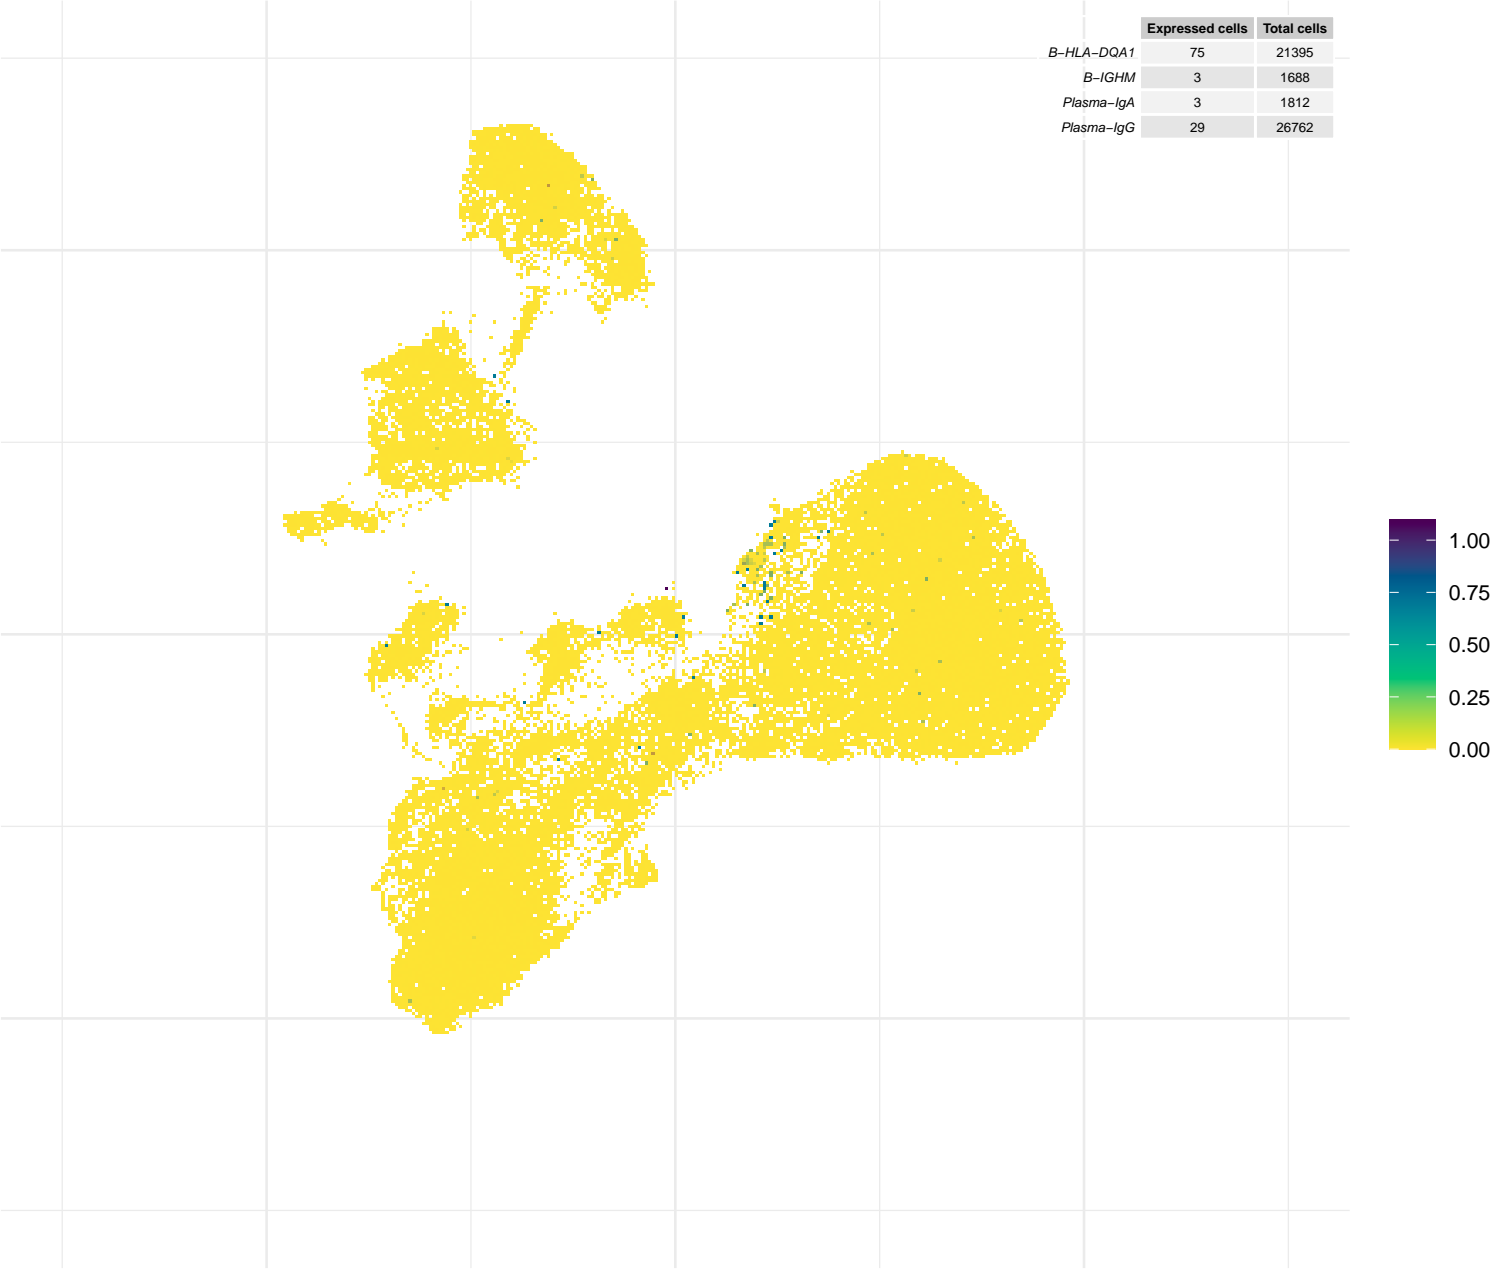 Expressed cells Total cells
B−HLA−DQA1 75 21395
B−IGHM 3 1688
Plasma−IgA 3 1812
Plasma−IgG 29 26762
1.00
0.75
0.50
0.25
0.00